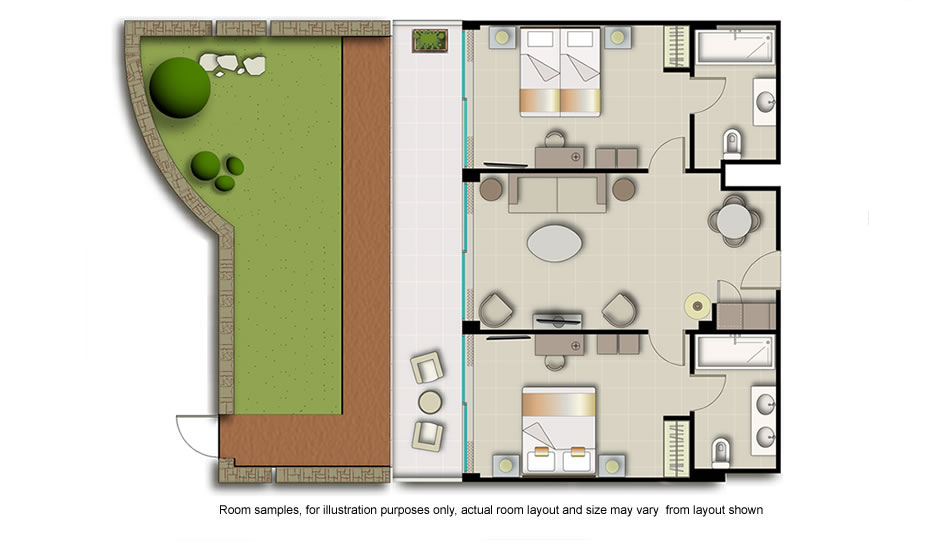 Room samples, for illustration purposes only, actual room layout and size may vary from layout shown